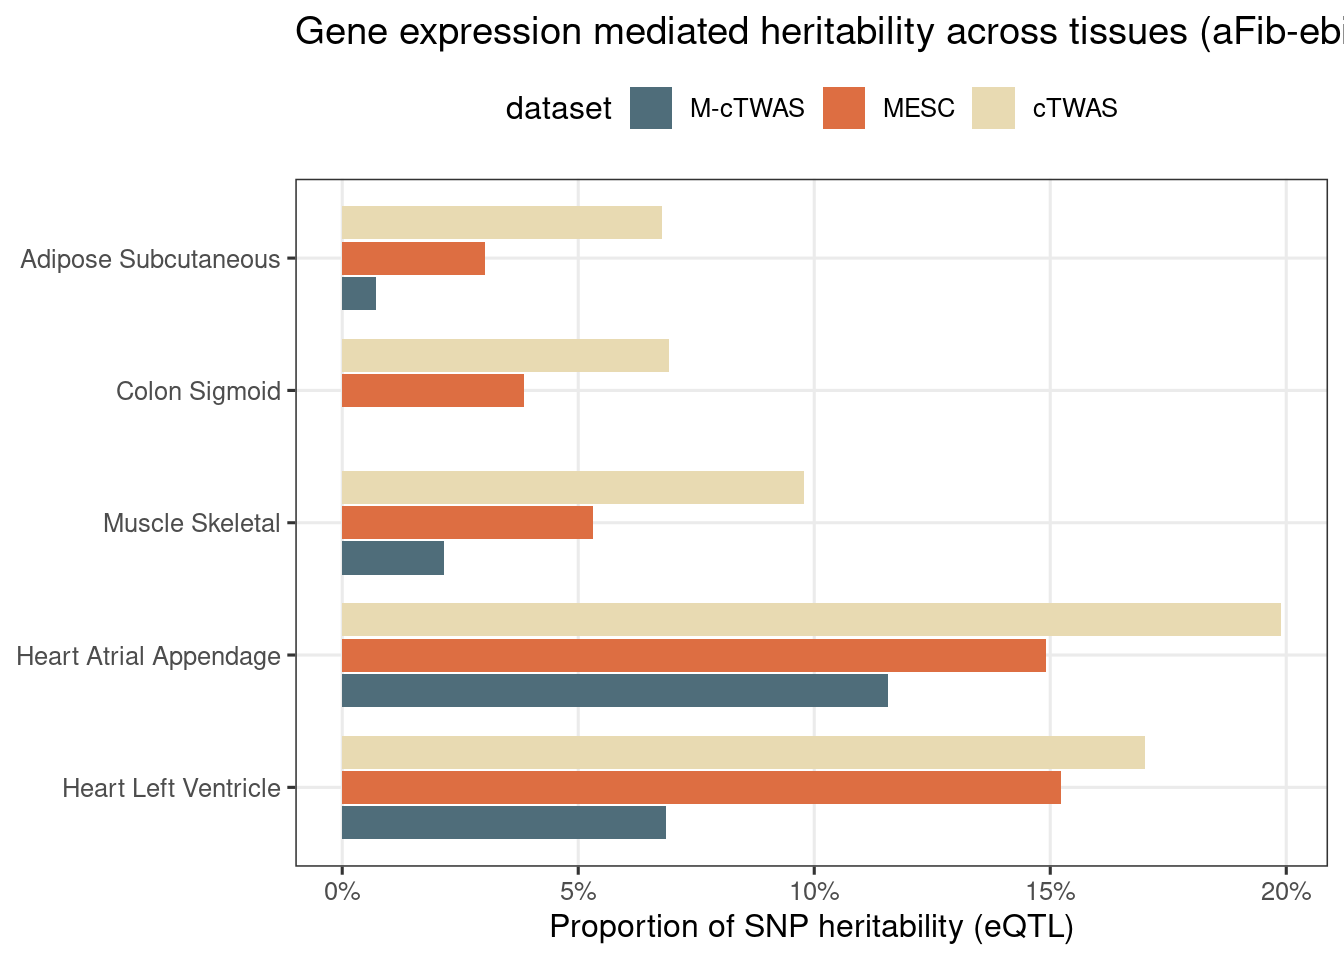 Gene expression mediated heritability across tissues (aFib-ebi
dataset M-cTWAS MESC cTWAS
Adipose Subcutaneous
Colon Sigmoid
Muscle Skeletal
Heart Atrial Appendage
Heart Left Ventricle
0% 5% 10% 15% 20%
Proportion of SNP heritability (eQTL)